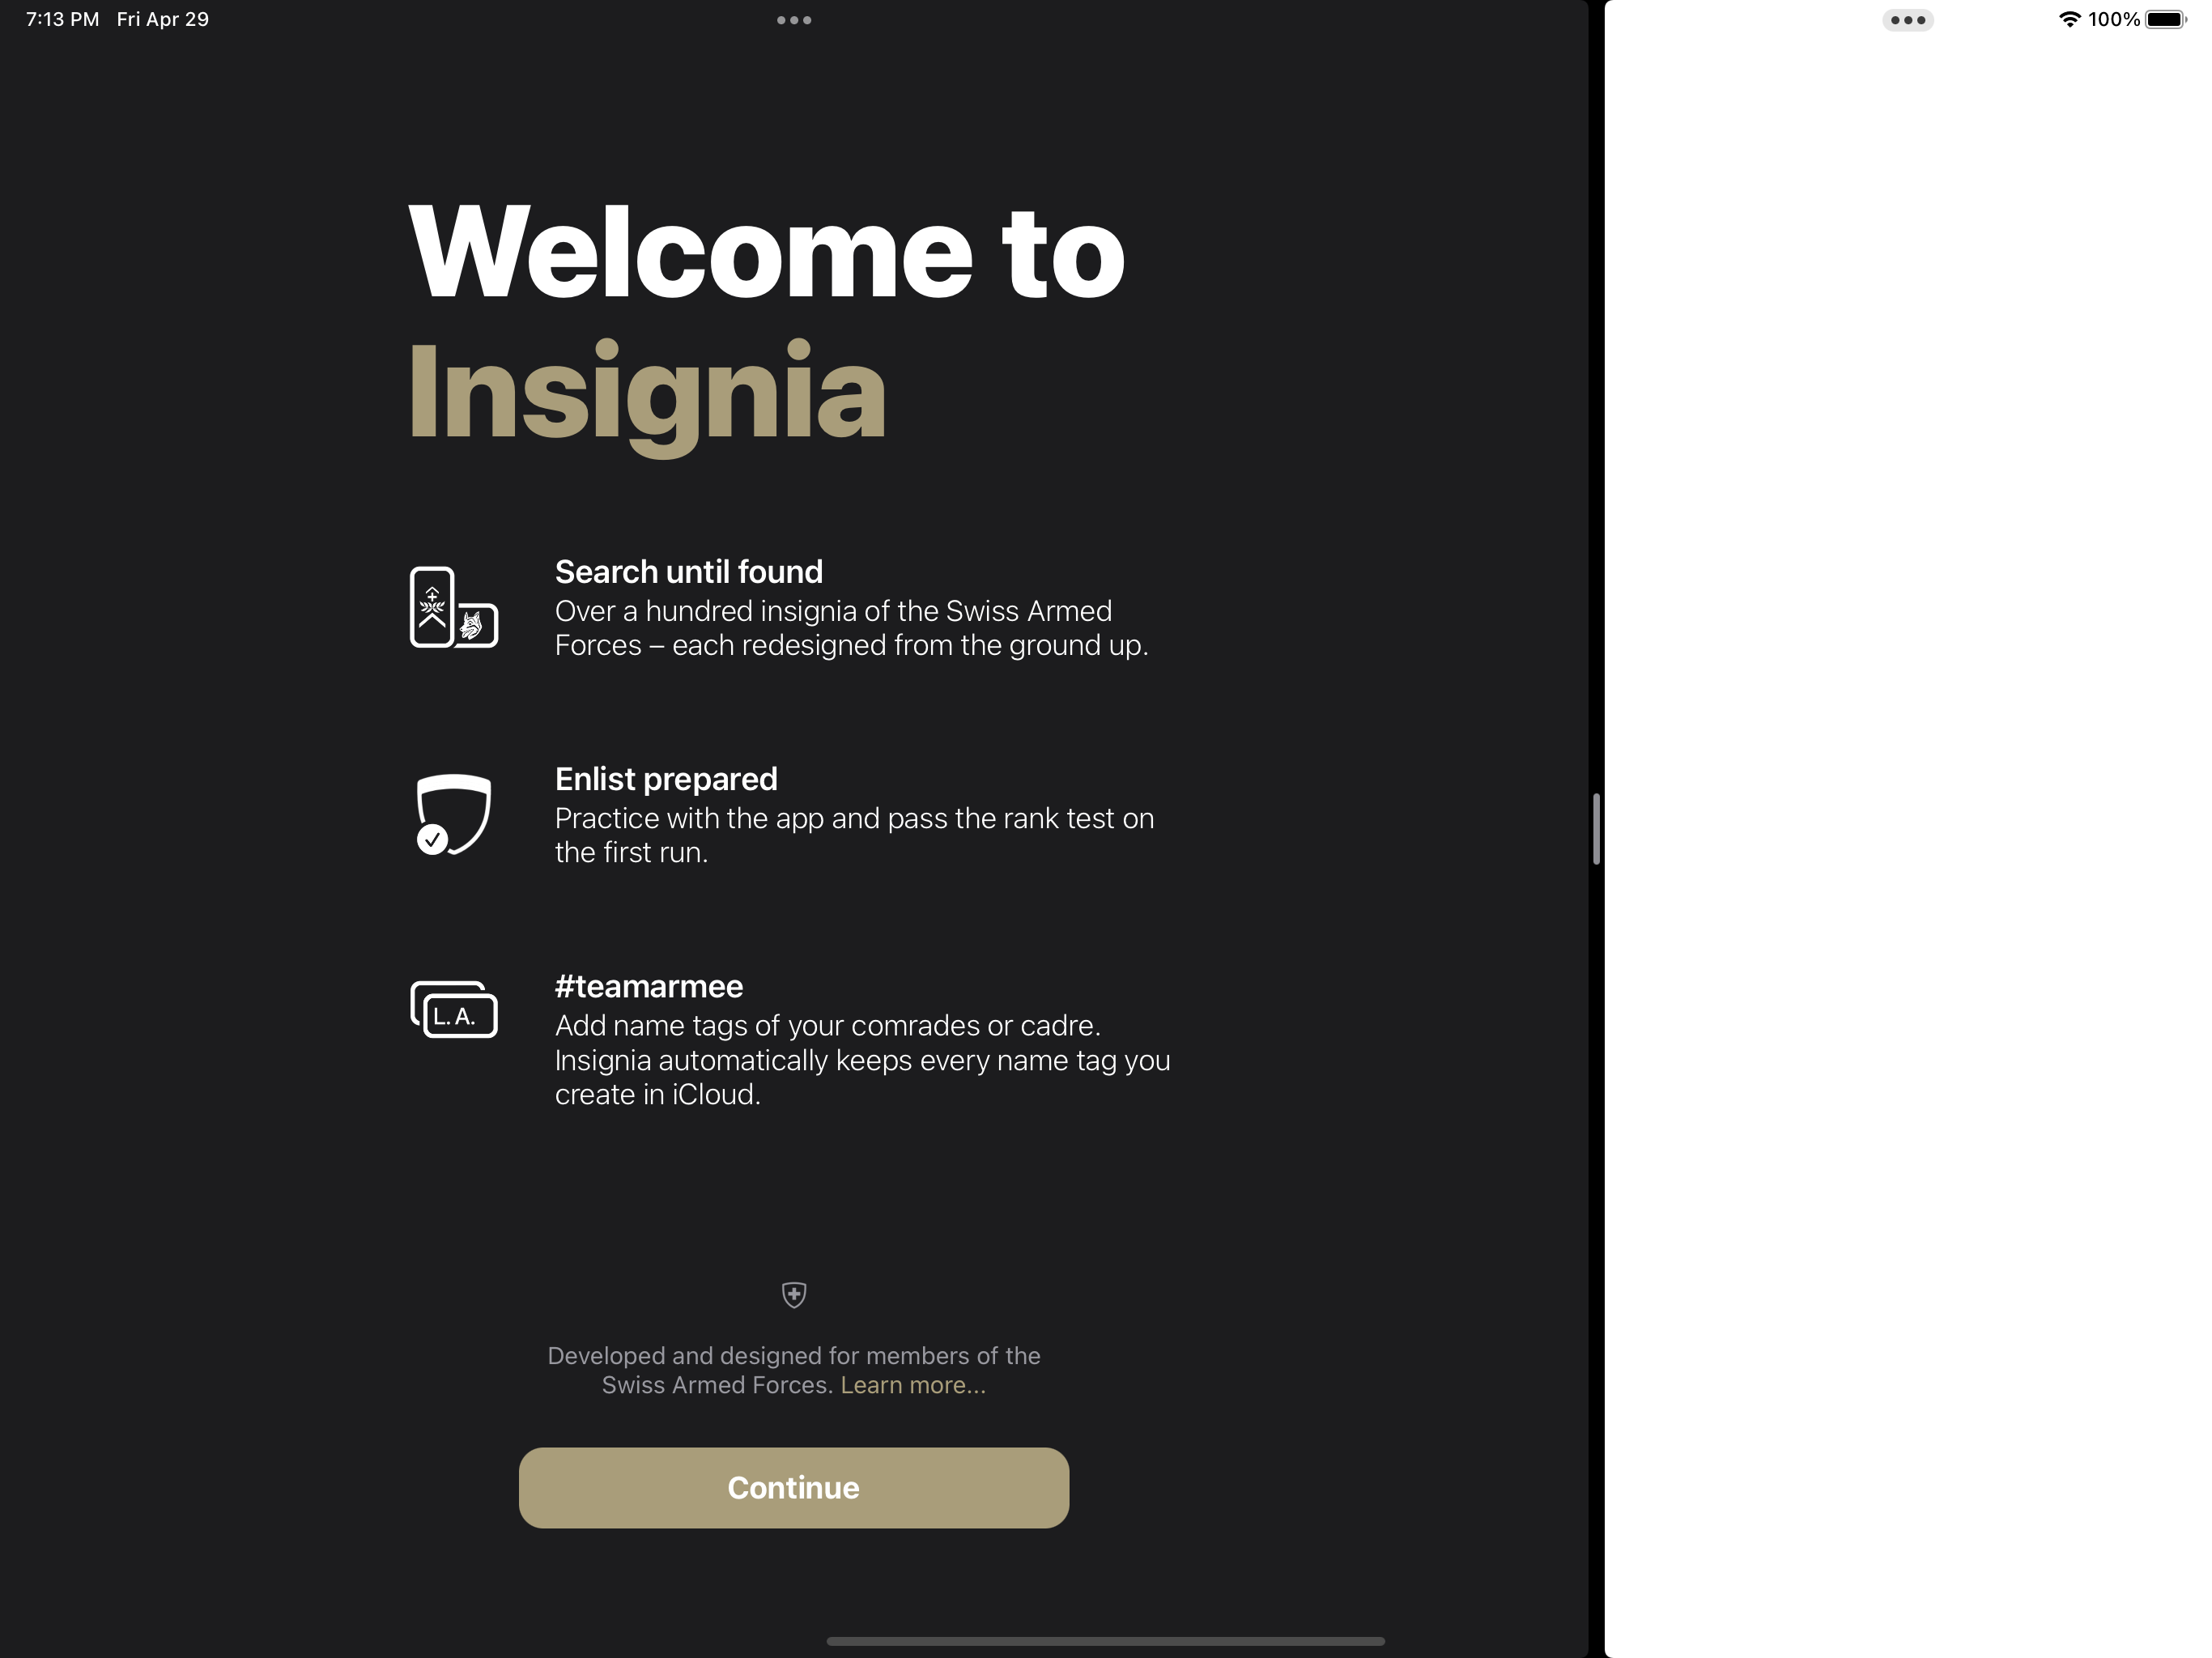 7:13 PM Fri Apr 29
100%
Welcome to
Insignia
Search until found
Over a hundred insignia of the Swiss Armed
Forces – each redesigned from the ground up.
Enlist prepared
Practice with the app and pass the rank test on
the first run.
#teamarmee
L. A.
Add name tags of your comrades or cadre.
Insignia automatically keeps every name tag you
create in iCloud.
Developed and designed for members of the
Swiss Armed Forces. Learn more...
Continue